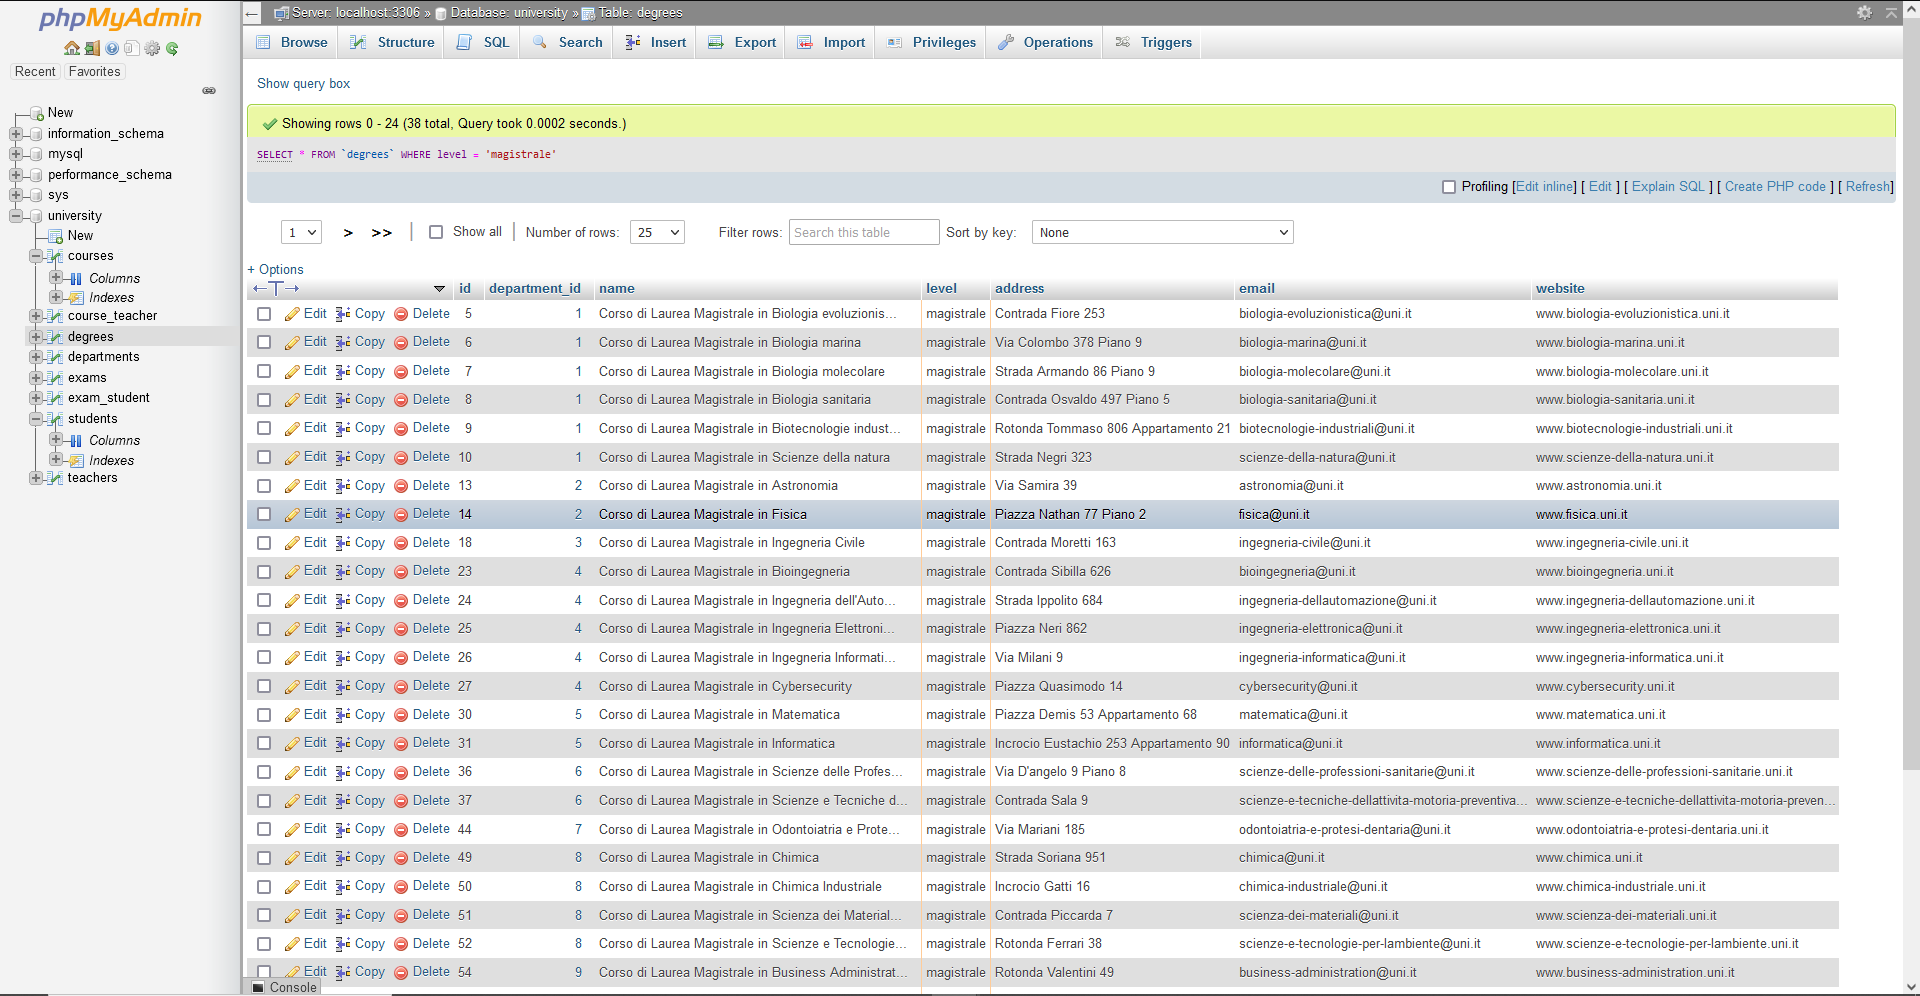 phpMyAdmin
Recent Favorites
New
information_schema
mysql
performance_schema
sys
university
New
courses
Columns
Indexes
course_teacher
degrees
departments
exams
exam_student
students
Columns
Indexes
teachers
Server: localhost:3306 » Database: university » Table: degrees
Browse Structure SQL Search Insert Export Import Privileges Operations Triggers
Show query box
Showing rows 0 - 24 (38 total, Query took 0.0002 seconds.)
SELECT * FROM `degrees` WHERE level = 'magistrale'
Profiling [Edit inline] [ Edit ] [ Explain SQL ] [ Create PHP code ] [ Refresh]
1 > >> | Show all | Number of rows: 25 Filter rows: Search this table Sort by key: None
+ Options
←T→ id department_id name level address email website
Edit Copy Delete 5 1 Corso di Laurea Magistrale in Biologia evoluzionis... magistrale Contrada Fiore 253 biologia-evoluzionistica@uni.it www.biologia-evoluzionistica.uni.it
Edit Copy Delete 6 1 Corso di Laurea Magistrale in Biologia marina magistrale Via Colombo 378 Piano 9 biologia-marina@uni.it www.biologia-marina.uni.it
Edit Copy Delete 7 1 Corso di Laurea Magistrale in Biologia molecolare magistrale Strada Armando 86 Piano 9 biologia-molecolare@uni.it www.biologia-molecolare.uni.it
Edit Copy Delete 8 1 Corso di Laurea Magistrale in Biologia sanitaria magistrale Contrada Osvaldo 497 Piano 5 biologia-sanitaria@uni.it www.biologia-sanitaria.uni.it
Edit Copy Delete 9 1 Corso di Laurea Magistrale in Biotecnologie indust... magistrale Rotonda Tommaso 806 Appartamento 21 biotecnologie-industriali@uni.it www.biotecnologie-industriali.uni.it
Edit Copy Delete 10 1 Corso di Laurea Magistrale in Scienze della natura magistrale Strada Negri 323 scienze-della-natura@uni.it www.scienze-della-natura.uni.it
Edit Copy Delete 13 2 Corso di Laurea Magistrale in Astronomia magistrale Via Samira 39 astronomia@uni.it www.astronomia.uni.it
Edit Copy Delete 14 2 Corso di Laurea Magistrale in Fisica magistrale Piazza Nathan 77 Piano 2 fisica@uni.it www.fisica.uni.it
Edit Copy Delete 18 3 Corso di Laurea Magistrale in Ingegneria Civile magistrale Contrada Moretti 163 ingegneria-civile@uni.it www.ingegneria-civile.uni.it
Edit Copy Delete 23 4 Corso di Laurea Magistrale in Bioingegneria magistrale Contrada Sibilla 626 bioingegneria@uni.it www.bioingegneria.uni.it
Edit Copy Delete 24 4 Corso di Laurea Magistrale in Ingegneria dell'Auto... magistrale Strada Ippolito 684 ingegneria-dellautomazione@uni.it www.ingegneria-dellautomazione.uni.it
Edit Copy Delete 25 4 Corso di Laurea Magistrale in Ingegneria Elettroni... magistrale Piazza Neri 862 ingegneria-elettronica@uni.it www.ingegneria-elettronica.uni.it
Edit Copy Delete 26 4 Corso di Laurea Magistrale in Ingegneria Informati... magistrale Via Milani 9 ingegneria-informatica@uni.it www.ingegneria-informatica.uni.it
Edit Copy Delete 27 4 Corso di Laurea Magistrale in Cybersecurity magistrale Piazza Quasimodo 14 cybersecurity@uni.it www.cybersecurity.uni.it
Edit Copy Delete 30 5 Corso di Laurea Magistrale in Matematica magistrale Piazza Demis 53 Appartamento 68 matematica@uni.it www.matematica.uni.it
Edit Copy Delete 31 5 Corso di Laurea Magistrale in Informatica magistrale Incrocio Eustachio 253 Appartamento 90 informatica@uni.it www.informatica.uni.it
Edit Copy Delete 36 6 Corso di Laurea Magistrale in Scienze delle Profes... magistrale Via D'angelo 9 Piano 8 scienze-delle-professioni-sanitarie@uni.it www.scienze-delle-professioni-sanitarie.uni.it
Edit Copy Delete 37 6 Corso di Laurea Magistrale in Scienze e Tecniche d... magistrale Contrada Sala 9 scienze-e-tecniche-dellattivita-motoria-preventiva... www.scienze-e-tecniche-dellattivita-motoria-preven...
Edit Copy Delete 44 7 Corso di Laurea Magistrale in Odontoiatria e Prote... magistrale Via Mariani 185 odontoiatria-e-protesi-dentaria@uni.it www.odontoiatria-e-protesi-dentaria.uni.it
Edit Copy Delete 49 8 Corso di Laurea Magistrale in Chimica magistrale Strada Soriana 951 chimica@uni.it www.chimica.uni.it
Edit Copy Delete 50 8 Corso di Laurea Magistrale in Chimica Industriale magistrale Incrocio Gatti 16 chimica-industriale@uni.it www.chimica-industriale.uni.it
Edit Copy Delete 51 8 Corso di Laurea Magistrale in Scienza dei Material... magistrale Contrada Piccarda 7 scienza-dei-materiali@uni.it www.scienza-dei-materiali.uni.it
Edit Copy Delete 52 8 Corso di Laurea Magistrale in Scienze e Tecnologie... magistrale Rotonda Ferrari 38 scienze-e-tecnologie-per-lambiente@uni.it www.scienze-e-tecnologie-per-lambiente.uni.it
Edit Copy Delete 54 9 Corso di Laurea Magistrale in Business Administrat... magistrale Rotonda Valentini 49 business-administration@uni.it www.business-administration.uni.it
Console